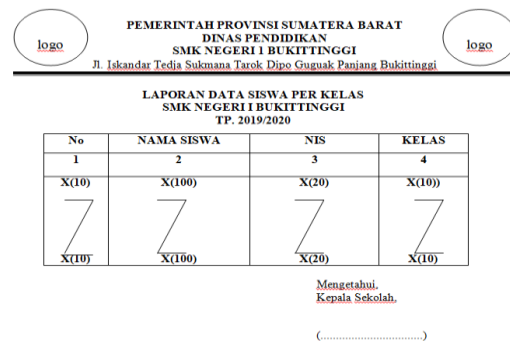 PEMERINTAH PROVINSI SUMATERA BARAT
DINAS PENDIDIKAN
SMK NEGERI 1 BUKITTINGGI
logo
logo
Jl. Iskandar Tedja Sukmana Tarok Dipo Guguak Panjang Bukittinggi
LAPORAN DATA SISWA PER KELAS
SMK NEGERI I BUKITTINGGI
TP. 2019/2020
No NAMA SISWA NIS KELAS
1 2 3 4
X(10) X(100) X(20) X(10))
X(10) X(100) X(20) X(10)
Mengetahui,
Kepala Sekolah,
(................................)